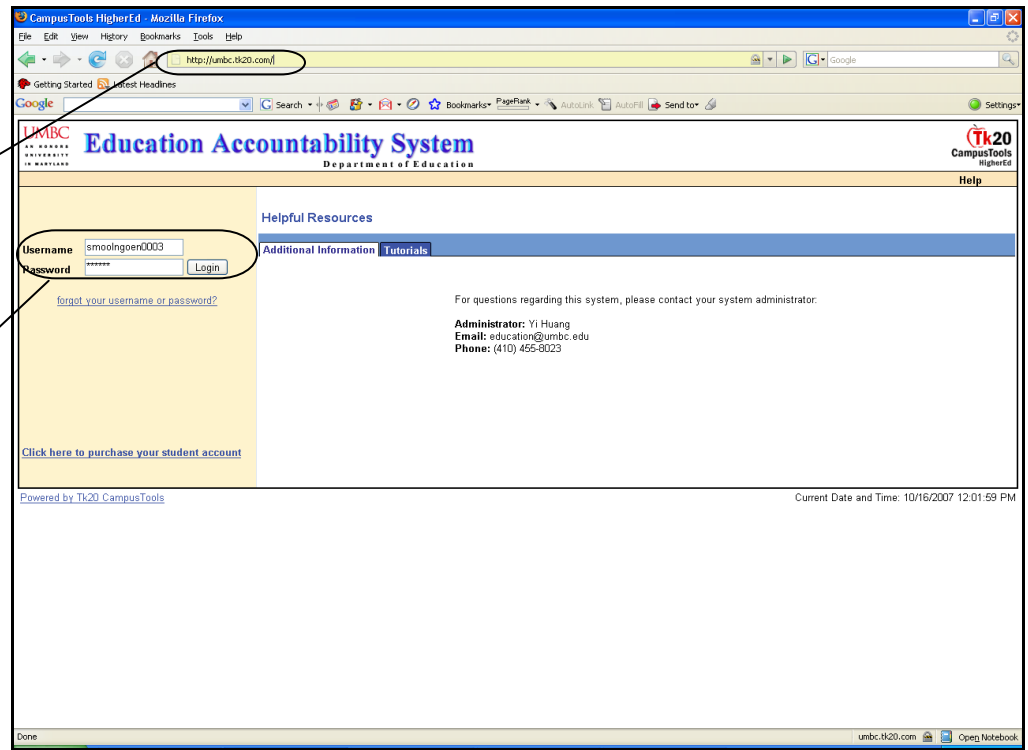 CampusTools HigherEd - Mozilla Firefox
File Edit View History Bookmarks Tools Help
http://umbc.tk20.com/
Google
Getting Started Latest Headlines
Google Search Bookmarks PageRank AutoLink AutoFill Send to Settings
UMBC
AN HONORS
UNIVERSITY
IN MARYLAND
Education Accountability System
Department of Education
Tk20
CampusTools
HigherEd
Help
Helpful Resources
Username smoolngoen0003
Additional Information Tutorials
Password ****** Login
forgot your username or password?
For questions regarding this system, please contact your system administrator:
Administrator: Yi Huang
Email: education@umbc.edu
Phone: (410) 455-8023
Click here to purchase your student account
Powered by Tk20 CampusTools
Current Date and Time: 10/16/2007 12:01:59 PM
Done
umbc.tk20.com Open Notebook